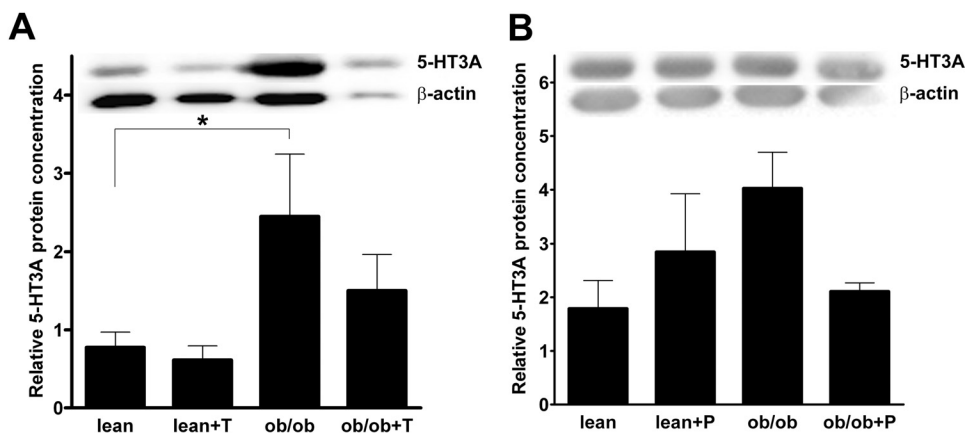 A
Relative 5-HT3A protein concentration
5-HT3A
β-actin
*
4
3
2
1
0
lean lean+T ob/ob ob/ob+T
B
Relative 5-HT3A protein concentration
5-HT3A
β-actin
6
5
4
3
2
1
0
lean lean+P ob/ob ob/ob+P